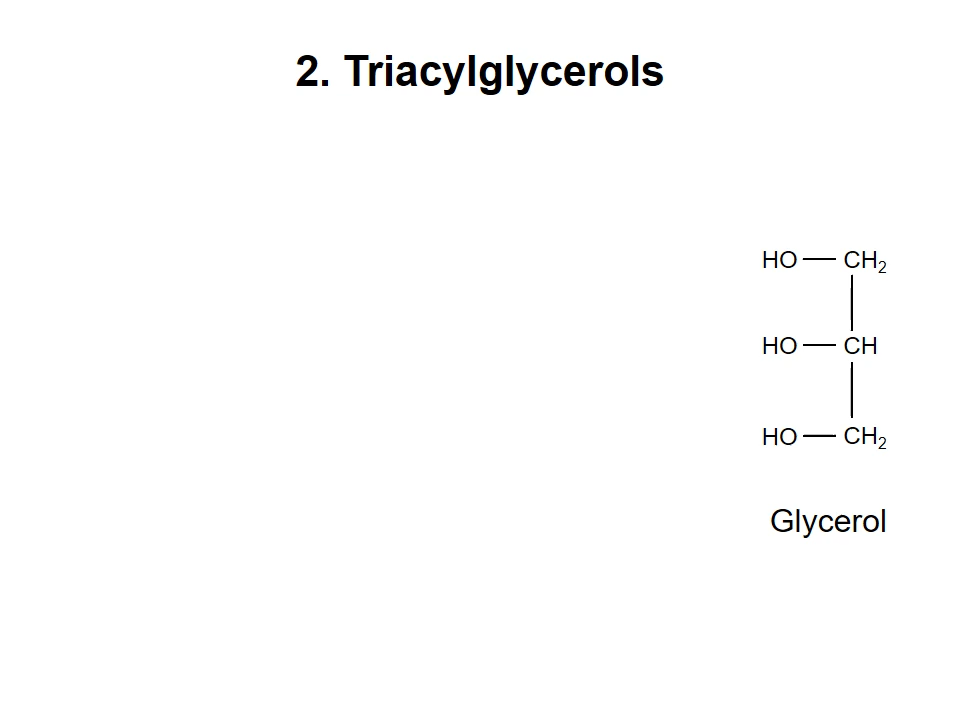 2. Triacylglycerols
HO — CH₂
HO — CH
HO — CH₂
Glycerol